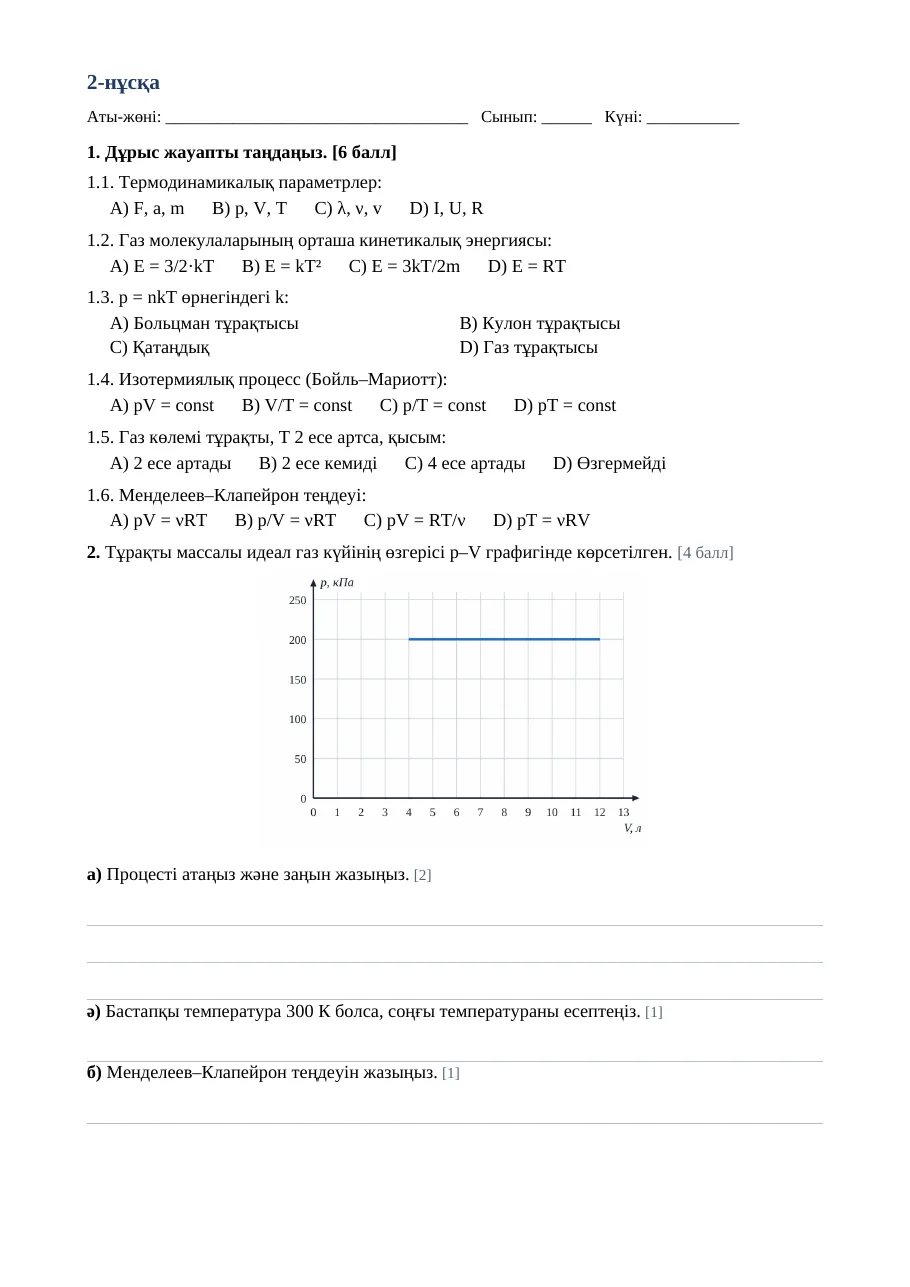 2-нұсқа
Аты-жөні: ____________________________________ Сынып: ______ Күні: ___________
1. Дұрыс жауапты таңдаңыз. [6 балл]
1.1. Термодинамикалық параметрлер:
A) F, a, m B) p, V, T C) λ, ν, v D) I, U, R
1.2. Газ молекулаларының орташа кинетикалық энергиясы:
A) E = 3/2·kT B) E = kT² C) E = 3kT/2m D) E = RT
1.3. p = nkT өрнегіндегі k:
A) Больцман тұрақтысы B) Кулон тұрақтысы
C) Қатаңдық D) Газ тұрақтысы
1.4. Изотермиялық процесс (Бойль–Мариотт):
A) pV = const B) V/T = const C) p/T = const D) pT = const
1.5. Газ көлемі тұрақты, T 2 есе артса, қысым:
A) 2 есе артады B) 2 есе кемиді C) 4 есе артады D) Өзгермейді
1.6. Менделеев–Клапейрон теңдеуі:
A) pV = νRT B) p/V = νRT C) pV = RT/ν D) pT = νRV
2. Тұрақты массалы идеал газ күйінің өзгерісі p–V графигінде көрсетілген. [4 балл]
p, кПа
250
200
150
100
50
0
0 1 2 3 4 5 6 7 8 9 10 11 12 13
V, л
а) Процесті атаңыз және заңын жазыңыз. [2]
ә) Бастапқы температура 300 К болса, соңғы температураны есептеңіз. [1]
б) Менделеев–Клапейрон теңдеуін жазыңыз. [1]